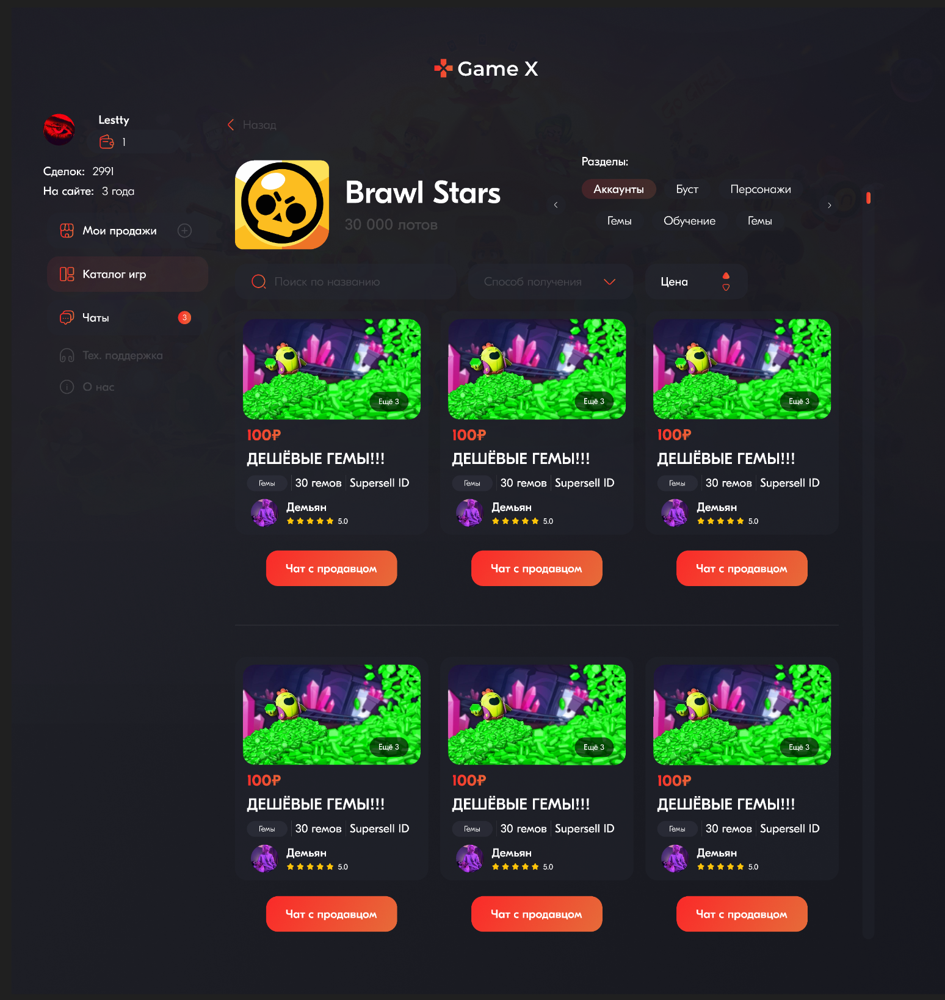 Game X
Lestty
1
Сделок: 2991
На сайте: 3 года
Мои продажи
Каталог игр
Чаты 3
Тех. поддержка
О нас
Назад
Brawl Stars
30 000 лотов
Разделы:
Аккаунты Буст Персонажи
Гемы Обучение Гемы
Поиск по названию Способ получения Цена
Ещё 3 Ещё 3 Ещё 3
100₽ 100₽ 100₽
ДЕШЁВЫЕ ГЕМЫ!!! ДЕШЁВЫЕ ГЕМЫ!!! ДЕШЁВЫЕ ГЕМЫ!!!
Гемы 30 гемов Supersell ID Гемы 30 гемов Supersell ID Гемы 30 гемов Supersell ID
Демьян Демьян Демьян
5.0 5.0 5.0
Чат с продавцом Чат с продавцом Чат с продавцом
Ещё 3 Ещё 3 Ещё 3
100₽ 100₽ 100₽
ДЕШЁВЫЕ ГЕМЫ!!! ДЕШЁВЫЕ ГЕМЫ!!! ДЕШЁВЫЕ ГЕМЫ!!!
Гемы 30 гемов Supersell ID Гемы 30 гемов Supersell ID Гемы 30 гемов Supersell ID
Демьян Демьян Демьян
5.0 5.0 5.0
Чат с продавцом Чат с продавцом Чат с продавцом